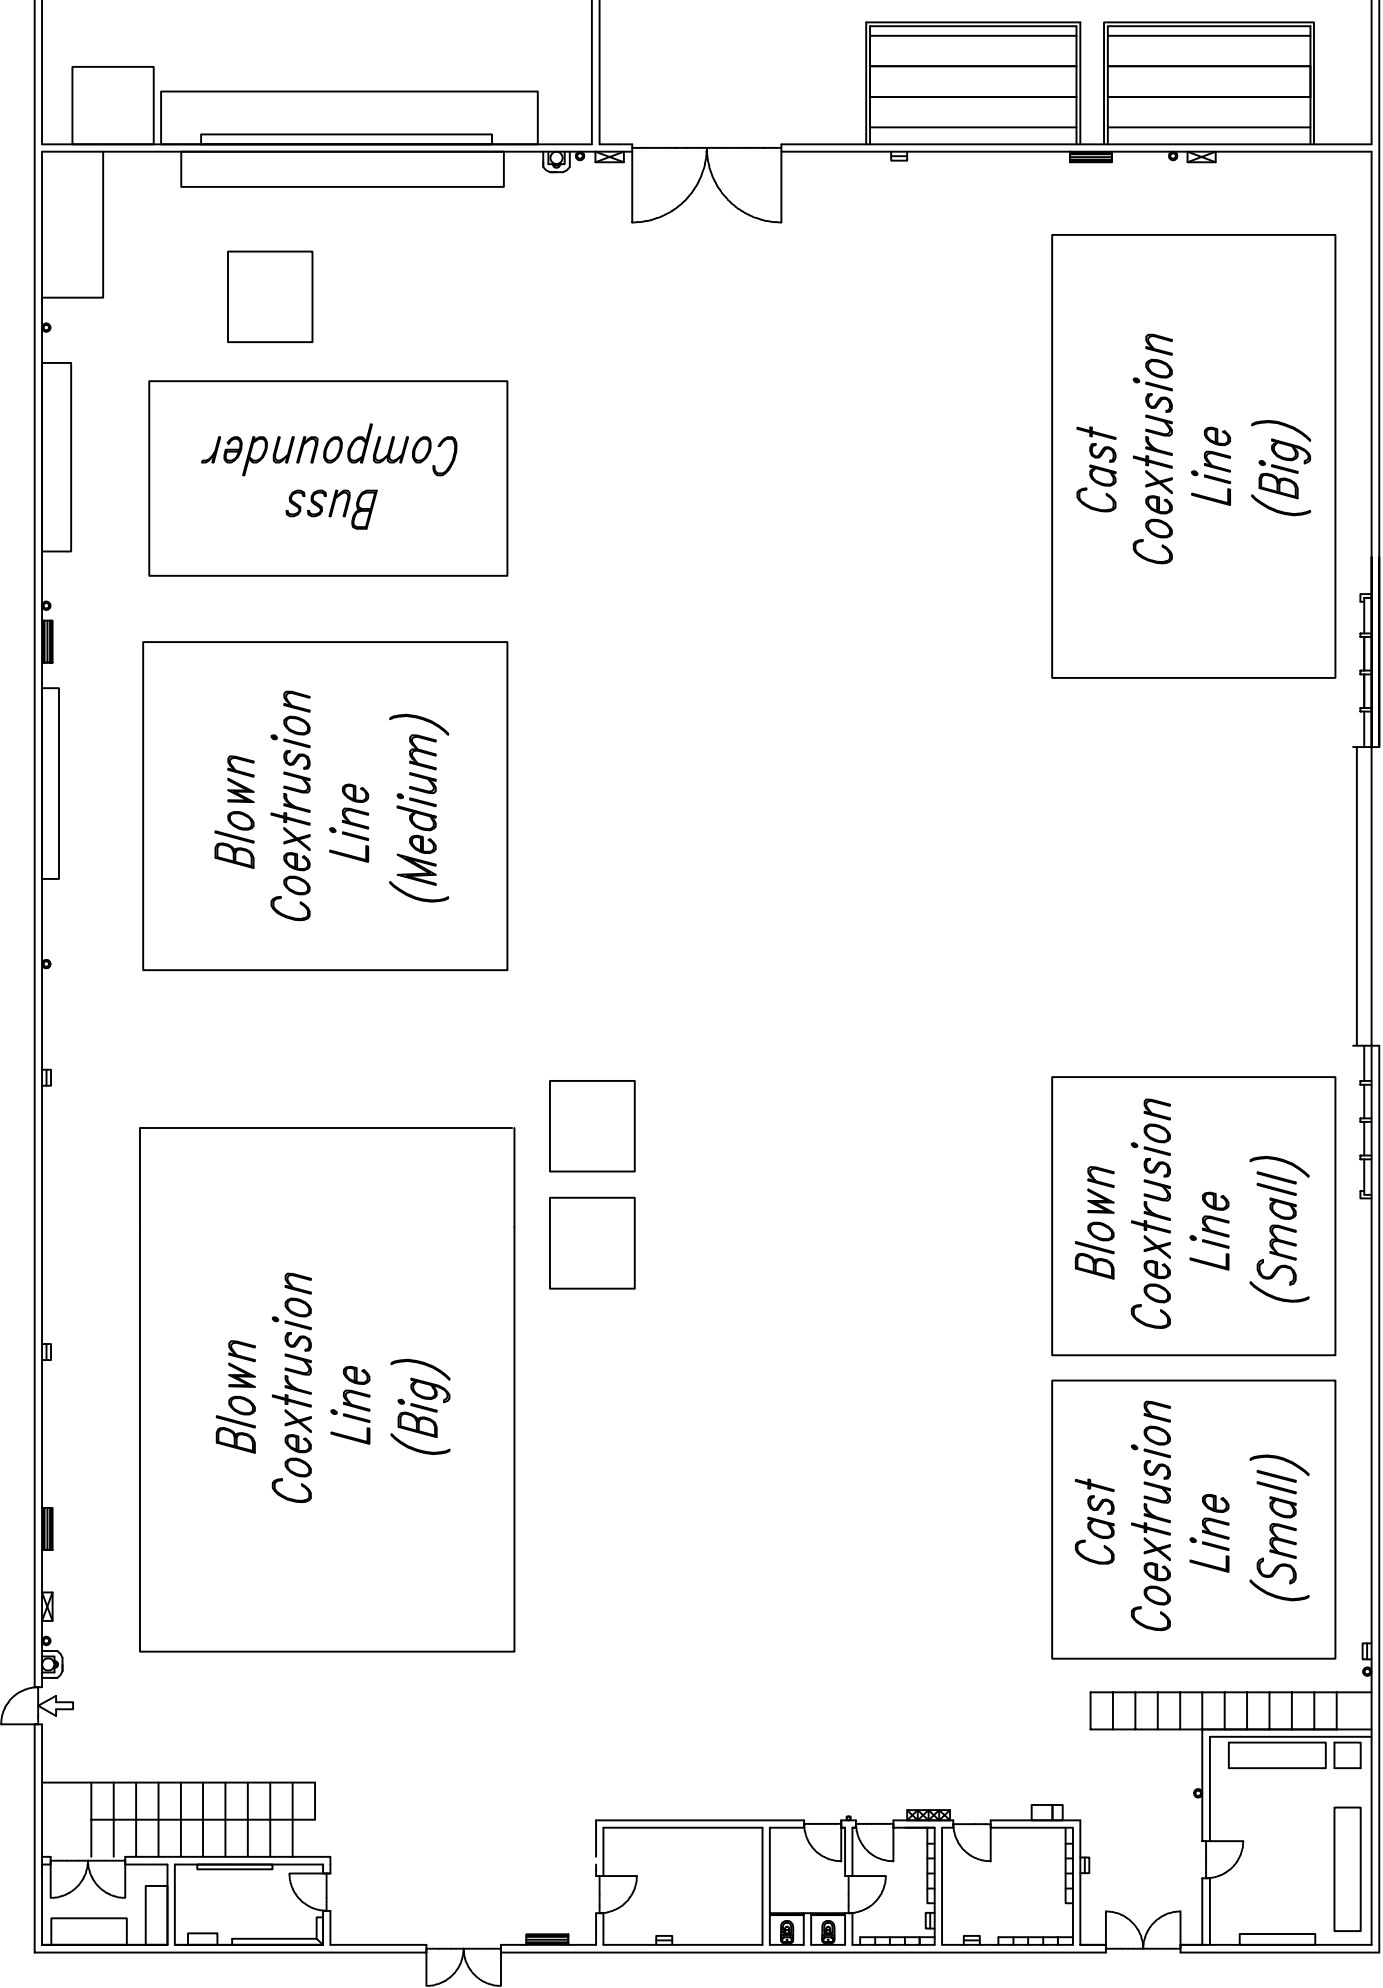 Buss
Compounder
Cast
Coextrusion
Line
(Big)
Blown
Coextrusion
Line
(Medium)
Blown
Coextrusion
Line
(Small)
Blown
Coextrusion
Line
(Big)
Cast
Coextrusion
Line
(Small)